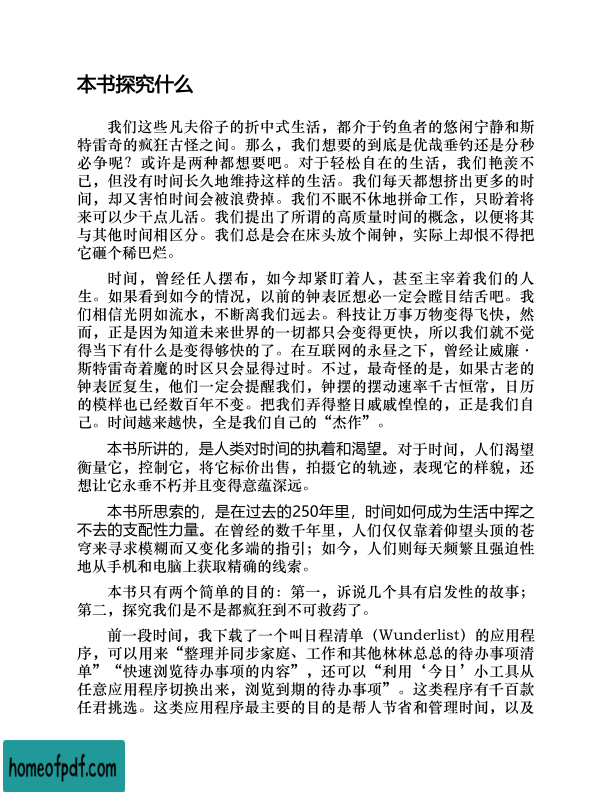 本书探究什么
我们这些凡夫俗子的折中式生活，都介于钓鱼者的悠闲宁静和斯
特雷奇的疯狂古怪之间。那么，我们想要的到底是优哉垂钓还是分秒
必争呢？或许是两种都想要吧。对于轻松自在的生活，我们艳羡不
已，但没有时间长久地维持这样的生活。我们每天都想挤出更多的时
间，却又害怕时间会被浪费掉。我们不眠不休地拼命工作，只盼着将
来可以少干点儿活。我们提出了所谓的高质量时间的概念，以便将其
与其他时间相区分。我们总是会在床头放个闹钟，实际上却恨不得把
它砸个稀巴烂。
时间，曾经任人摆布，如今却紧盯着人，甚至主宰着我们的人
生。如果看到如今的情况，以前的钟表匠想必一定会瞠目结舌吧。我
们相信光阴如流水，不断离我们远去。科技让万事万物变得飞快，然
而，正是因为知道未来世界的一切都只会变得更快，所以我们就不觉
得当下有什么是变得够快的了。在互联网的永昼之下，曾经让威廉·
斯特雷奇着魔的时区只会显得过时。不过，最奇怪的是，如果古老的
钟表匠复生，他们一定会提醒我们，钟摆的摆动速率千古恒常，日历
的模样也已经数百年不变。把我们弄得整日戚戚惶惶的，正是我们自
己。时间越来越快，全是我们自己的“杰作”。
本书所讲的，是人类对时间的执着和渴望。对于时间，人们渴望
衡量它，控制它，将它标价出售，拍摄它的轨迹，表现它的样貌，还
想让它永垂不朽并且变得意蕴深远。
本书所思索的，是在过去的250年里，时间如何成为生活中挥之
不去的支配性力量。在曾经的数千年里，人们仅仅靠着仰望头顶的苍
穹来寻求模糊而又变化多端的指引；如今，人们则每天频繁且强迫性
地从手机和电脑上获取精确的线索。
本书只有两个简单的目的：第一，诉说几个具有启发性的故事；
第二，探究我们是不是都疯狂到不可救药了。
前一段时间，我下载了一个叫日程清单（Wunderlist）的应用程
序，可以用来“整理并同步家庭、工作和其他林林总总的待办事项清
单”“快速浏览待办事项的内容”，还可以“利用‘今日’小工具从
任意应用程序切换出来，浏览到期的待办事项”。这类程序有千百款
任君挑选。这类应用程序最主要的目的是帮人节省和管理时间，以及
homeofpdf.com